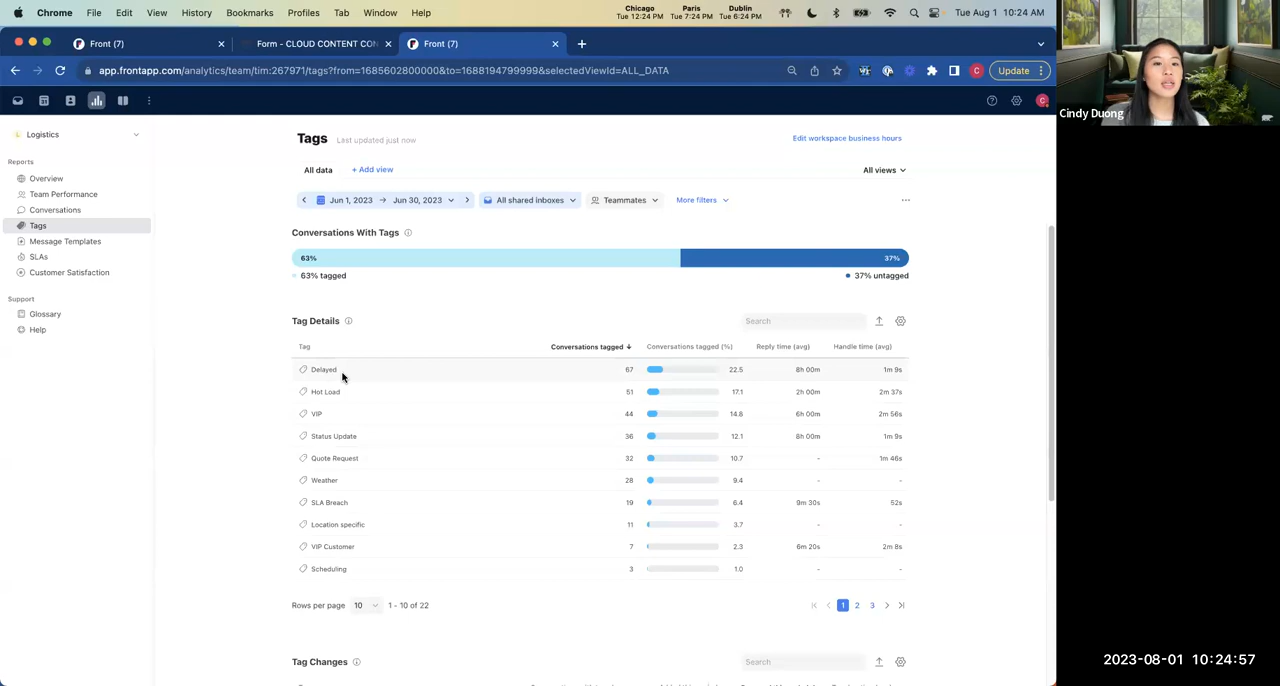 Chrome File Edit View History Bookmarks Profiles Tab Window Help
Chicago Tue 12:24 PM Paris Tue 7:24 PM Dublin Tue 6:24 PM Tue Aug 1 10:24 AM
Front (7) Form - CLOUD CONTENT CON Front (7)
app.frontapp.com/analytics/team/tim:267971/tags?from=1685602800000&to=1688194799999&selectedViewId=ALL_DATA C Update
C
Cindy Duong
L Logistics
Reports
Overview
Team Performance
Conversations
Tags
Message Templates
SLAs
Customer Satisfaction
Support
Glossary
Help
Tags Last updated just now Edit workspace business hours
All data + Add view All views
Jun 1, 2023 → Jun 30, 2023 All shared inboxes Teammates More filters
Conversations With Tags
63% 37%
63% tagged 37% untagged
Tag Details Search
Tag Conversations tagged ↓ Conversations tagged (%) Reply time (avg) Handle time (avg)
Delayed 67 22.5 8h 00m 1m 9s
Hot Load 51 17.1 2h 00m 2m 37s
VIP 44 14.8 6h 00m 2m 56s
Status Update 36 12.1 8h 00m 1m 9s
Quote Request 32 10.7 - 1m 46s
Weather 28 9.4 - -
SLA Breach 19 6.4 9m 30s 52s
Location specific 11 3.7 - -
VIP Customer 7 2.3 6m 20s 2m 8s
Scheduling 3 1.0 - -
Rows per page 10 1 - 10 of 22 1 2 3
Tag Changes Search
2023-08-01 10:24:57